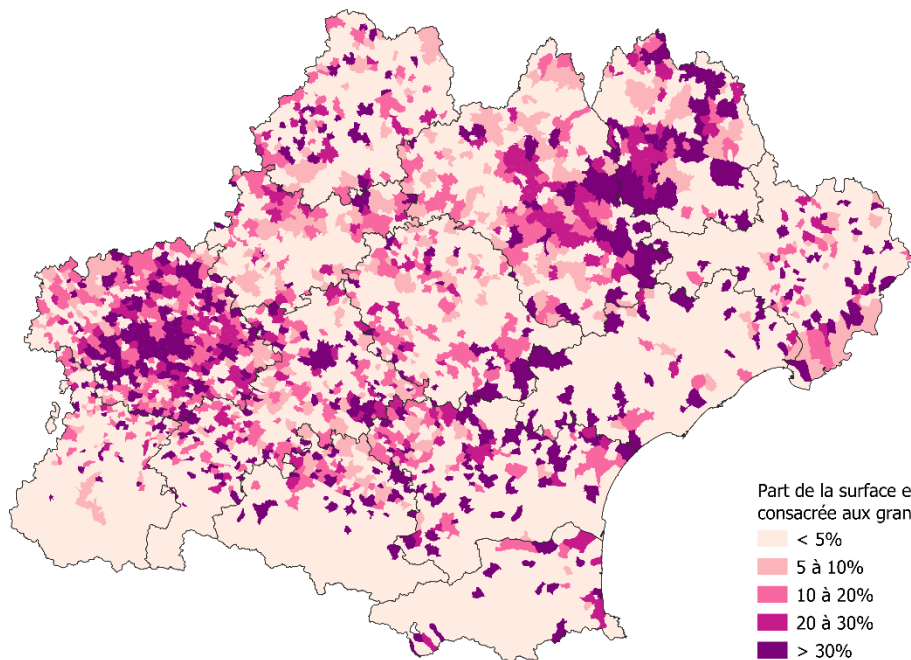 Part de la surface e
consacrée aux gran
< 5%
5 à 10%
10 à 20%
20 à 30%
> 30%